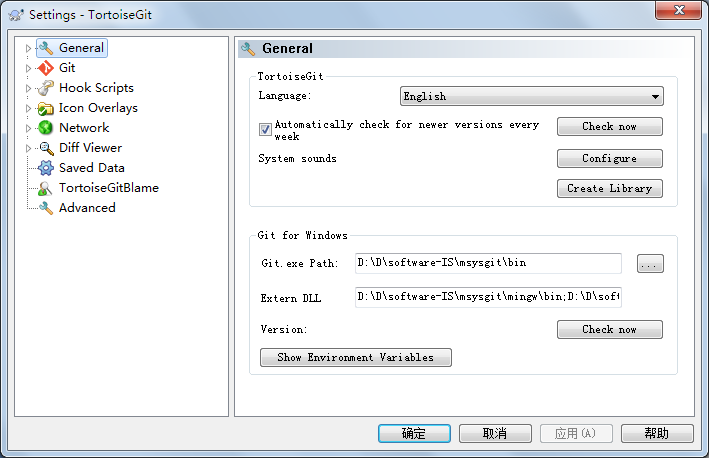 Settings - TortoiseGit
General
Git
Hook Scripts
Icon Overlays
Network
Diff Viewer
Saved Data
TortoiseGitBlame
Advanced
General
TortoiseGit
Language:
English
Automatically check for newer versions every
week
Check now
System sounds
Configure
Create Library
Git for Windows
Git.exe Path:
D:\D\software-IS\msysgit\bin
...
Extern DLL
D:\D\software-IS\msysgit\mingw\bin;D:\D\soft
Version:
Check now
Show Environment Variables
确定
取消
应用(A)
帮助